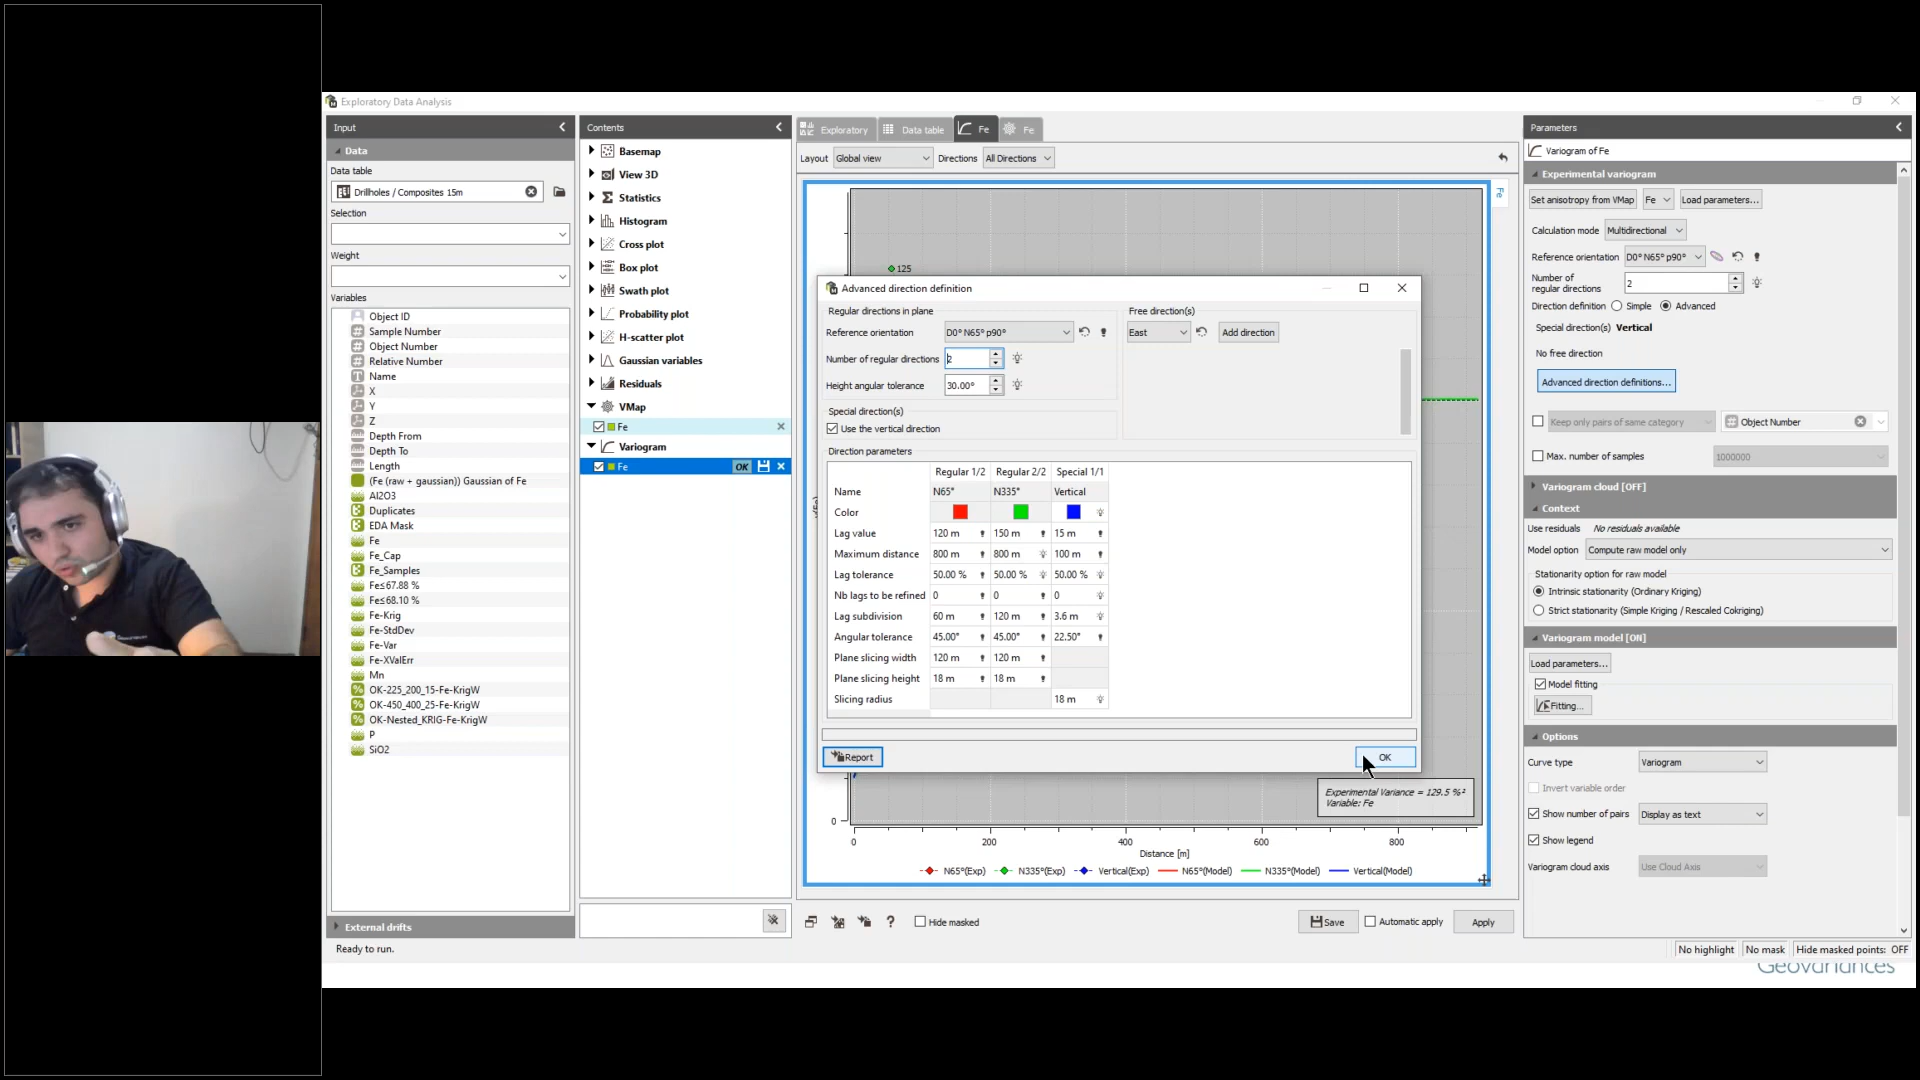 Exploratory Data Analysis
Input
Data
Data table
Drillholes / Composites 15m
Selection
Weight
Variables
Object ID
Sample Number
Object Number
Relative Number
Name
X
Y
Z
Depth From
Depth To
Length
(Fe (raw + gaussian)) Gaussian of Fe
Al2O3
Duplicates
EDA Mask
Fe
Fe_Cap
Fe_Samples
Fe≤67.88 %
Fe≤68.10 %
Fe-Krig
Fe-StdDev
Fe-Var
Fe-XValErr
Mn
OK-225_200_15-Fe-KrigW
OK-450_400_25-Fe-KrigW
OK-Nested_KRIG-Fe-KrigW
P
SiO2
External drifts
Ready to run.
Contents
Basemap
View 3D
Statistics
Histogram
Cross plot
Box plot
Swath plot
Probability plot
H-scatter plot
Gaussian variables
Residuals
VMap
Fe
Variogram
Fe OK
Exploratory Data table Fe Fe
Layout Global view Directions All Directions
Fe
125
Advanced direction definition
Regular directions in plane
Reference orientation D0° N65° p90°
Number of regular directions 2
Height angular tolerance 30.00°
Special direction(s)
Use the vertical direction
Free direction(s)
East Add direction
Direction parameters
Regular 1/2 Regular 2/2 Special 1/1
Name N65° N335° Vertical
Color
Lag value 120 m 150 m 15 m
Maximum distance 800 m 800 m 100 m
Lag tolerance 50.00 % 50.00 % 50.00 %
Nb lags to be refined 0 0 0
Lag subdivision 60 m 120 m 3.6 m
Angular tolerance 45.00° 45.00° 22.50°
Plane slicing width 120 m 120 m
Plane slicing height 18 m 18 m
Slicing radius 18 m
Report OK
Experimental Variance = 129.5 %²
Variable: Fe
0
0 200 400 600 800
Distance [m]
N65°(Exp) N335°(Exp) Vertical(Exp) N65°(Model) N335°(Model) Vertical(Model)
? Hide masked Save Automatic apply Apply
Parameters
Variogram of Fe
Experimental variogram
Set anisotropy from VMap Fe Load parameters...
Calculation mode Multidirectional
Reference orientation D0° N65° p90°
Number of
regular directions 2
Direction definition Simple Advanced
Special direction(s) Vertical
No free direction
Advanced direction definitions...
Keep only pairs of same category Object Number
Max. number of samples 1000000
Variogram cloud [OFF]
Context
Use residuals No residuals available
Model option Compute raw model only
Stationarity option for raw model
Intrinsic stationarity (Ordinary Kriging)
Strict stationarity (Simple Kriging / Rescaled Cokriging)
Variogram model [ON]
Load parameters...
Model fitting
Fitting...
Options
Curve type Variogram
Invert variable order
Show number of pairs Display as text
Show legend
Variogram cloud axis Use Cloud Axis
No highlight No mask Hide masked points: OFF
Geovariances